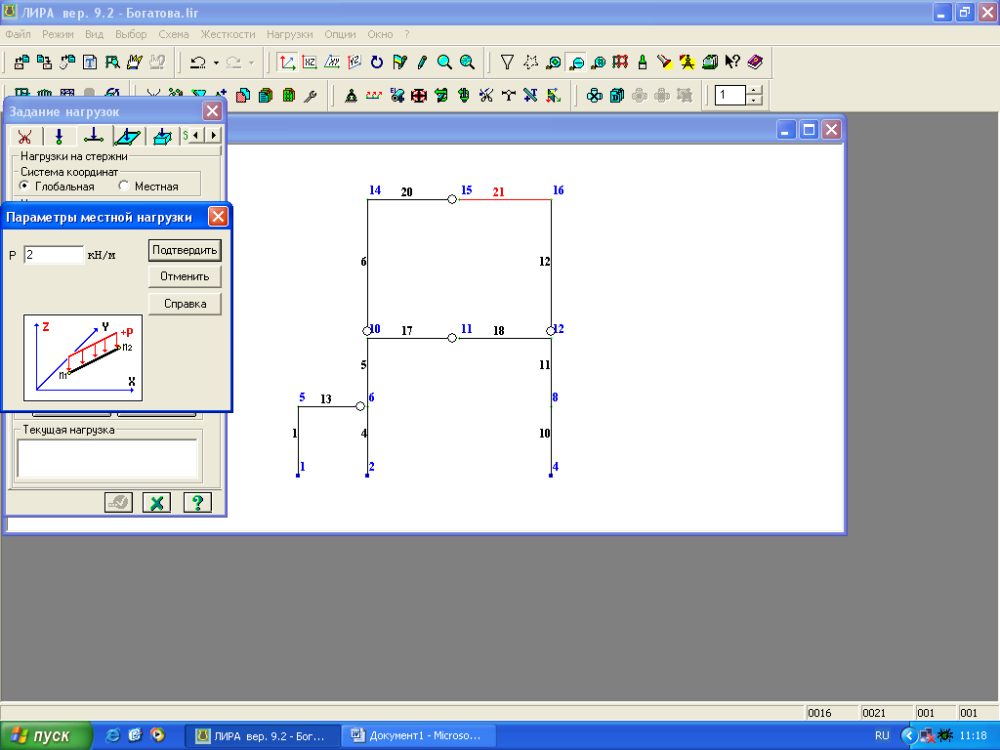 ЛИРА вер. 9.2 - Богатова.lir
Файл Режим Вид Выбор Схема Жесткости Нагрузки Опции Окно ?
1
Задание нагрузок
S
Нагрузки на стержни
Система координат
Глобальная Местная
Параметры местной нагрузки
P 2 кН/м
Подтвердить
Отменить
Справка
Z Y +P
n1 n2
X
Текущая нагрузка
14 20 15 21 16
6 12
10 17 11 18 12
5 11
5 13 6 8
1 4 10
1 2 4
0016 0021 001 001
пуск
ЛИРА вер. 9.2 - Бог...
Документ1 - Microso...
RU
11:18